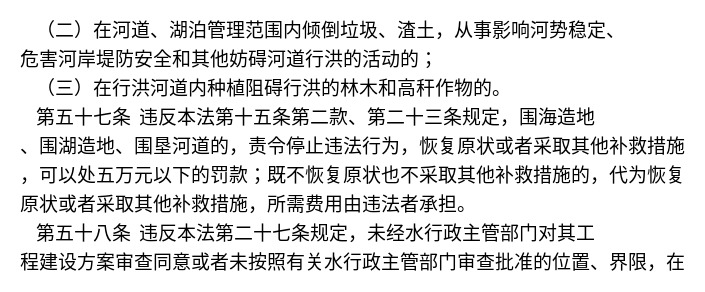 （二）在河道、湖泊管理范围内倾倒垃圾、渣土，从事影响河势稳定、
危害河岸堤防安全和其他妨碍河道行洪的活动的；
（三）在行洪河道内种植阻碍行洪的林木和高秆作物的。
第五十七条 违反本法第十五条第二款、第二十三条规定，围海造地
、围湖造地、围垦河道的，责令停止违法行为，恢复原状或者采取其他补救措施
，可以处五万元以下的罚款；既不恢复原状也不采取其他补救措施的，代为恢复
原状或者采取其他补救措施，所需费用由违法者承担。
第五十八条 违反本法第二十七条规定，未经水行政主管部门对其工
程建设方案审查同意或者未按照有关水行政主管部门审查批准的位置、界限，在